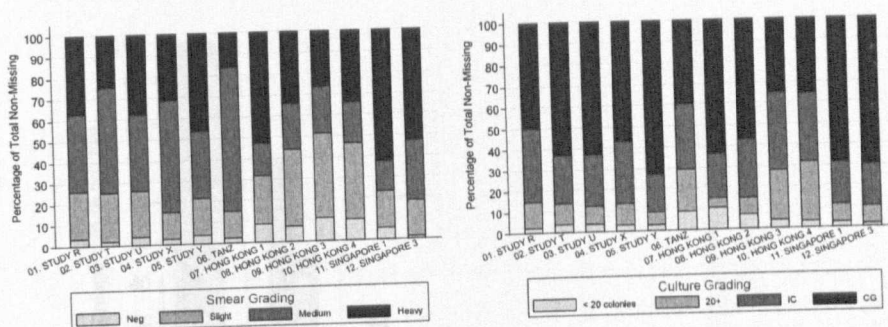 Percentage of Total Non-Missing
100
90
80
70
60
50
40
30
20
10
0
01. STUDY R
02. STUDY T
03. STUDY U
04. STUDY X
05. STUDY Y
06. TANZ
07. HONG KONG 1
08. HONG KONG 2
09. HONG KONG 3
10. HONG KONG 4
11. SINGAPORE 1
12. SINGAPORE 3
Smear Grading
Neg Slight Medium Heavy
Percentage of Total Non-Missing
100
90
80
70
60
50
40
30
20
10
0
01. STUDY R
02. STUDY T
03. STUDY U
04. STUDY X
05. STUDY Y
06. TANZ
07. HONG KONG 1
08. HONG KONG 2
09. HONG KONG 3
10. HONG KONG 4
11. SINGAPORE 1
12. SINGAPORE 3
Culture Grading
< 20 colonies 20+ IC CG